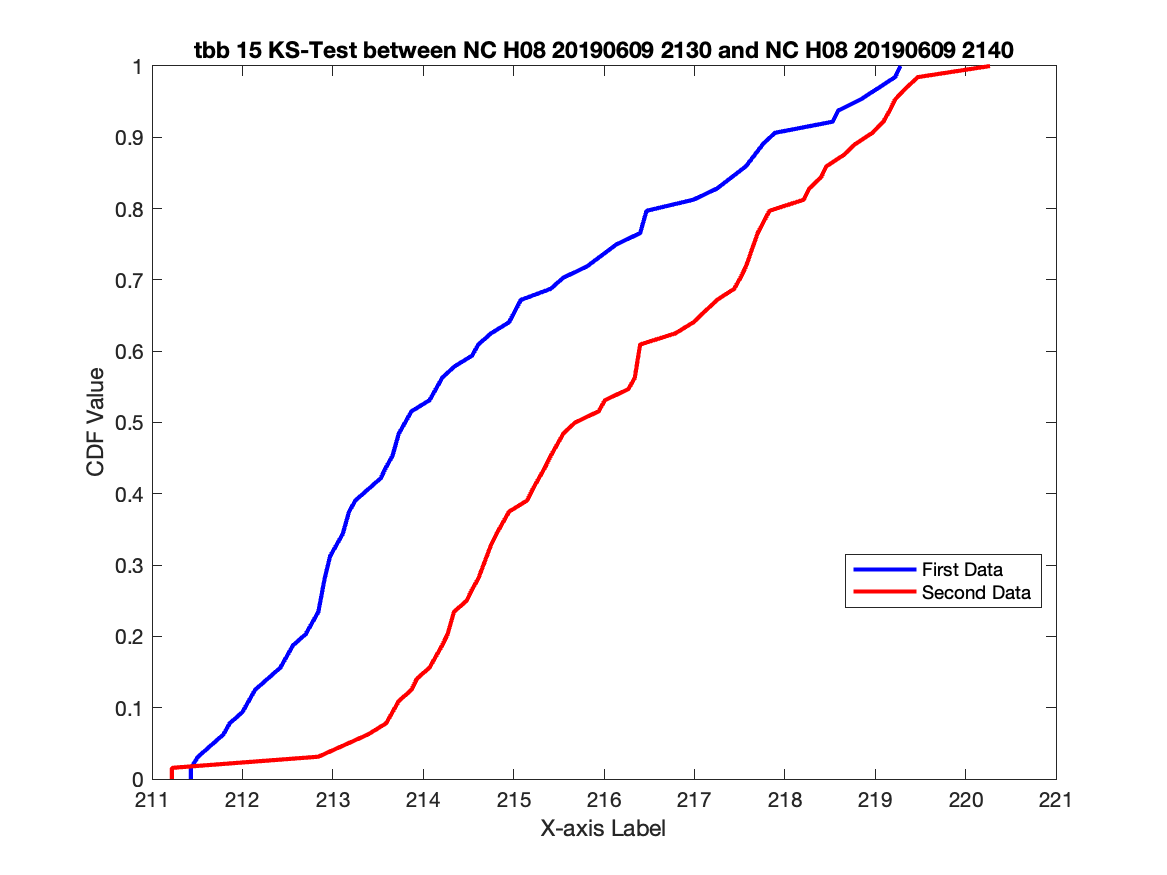 tbb 15 KS-Test between NC H08 20190609 2130 and NC H08 20190609 2140
1
0.9
0.8
0.7
0.6
0.5
0.4
0.3
0.2
0.1
0
CDF Value
First Data
Second Data
211 212 213 214 215 216 217 218 219 220 221
X-axis Label